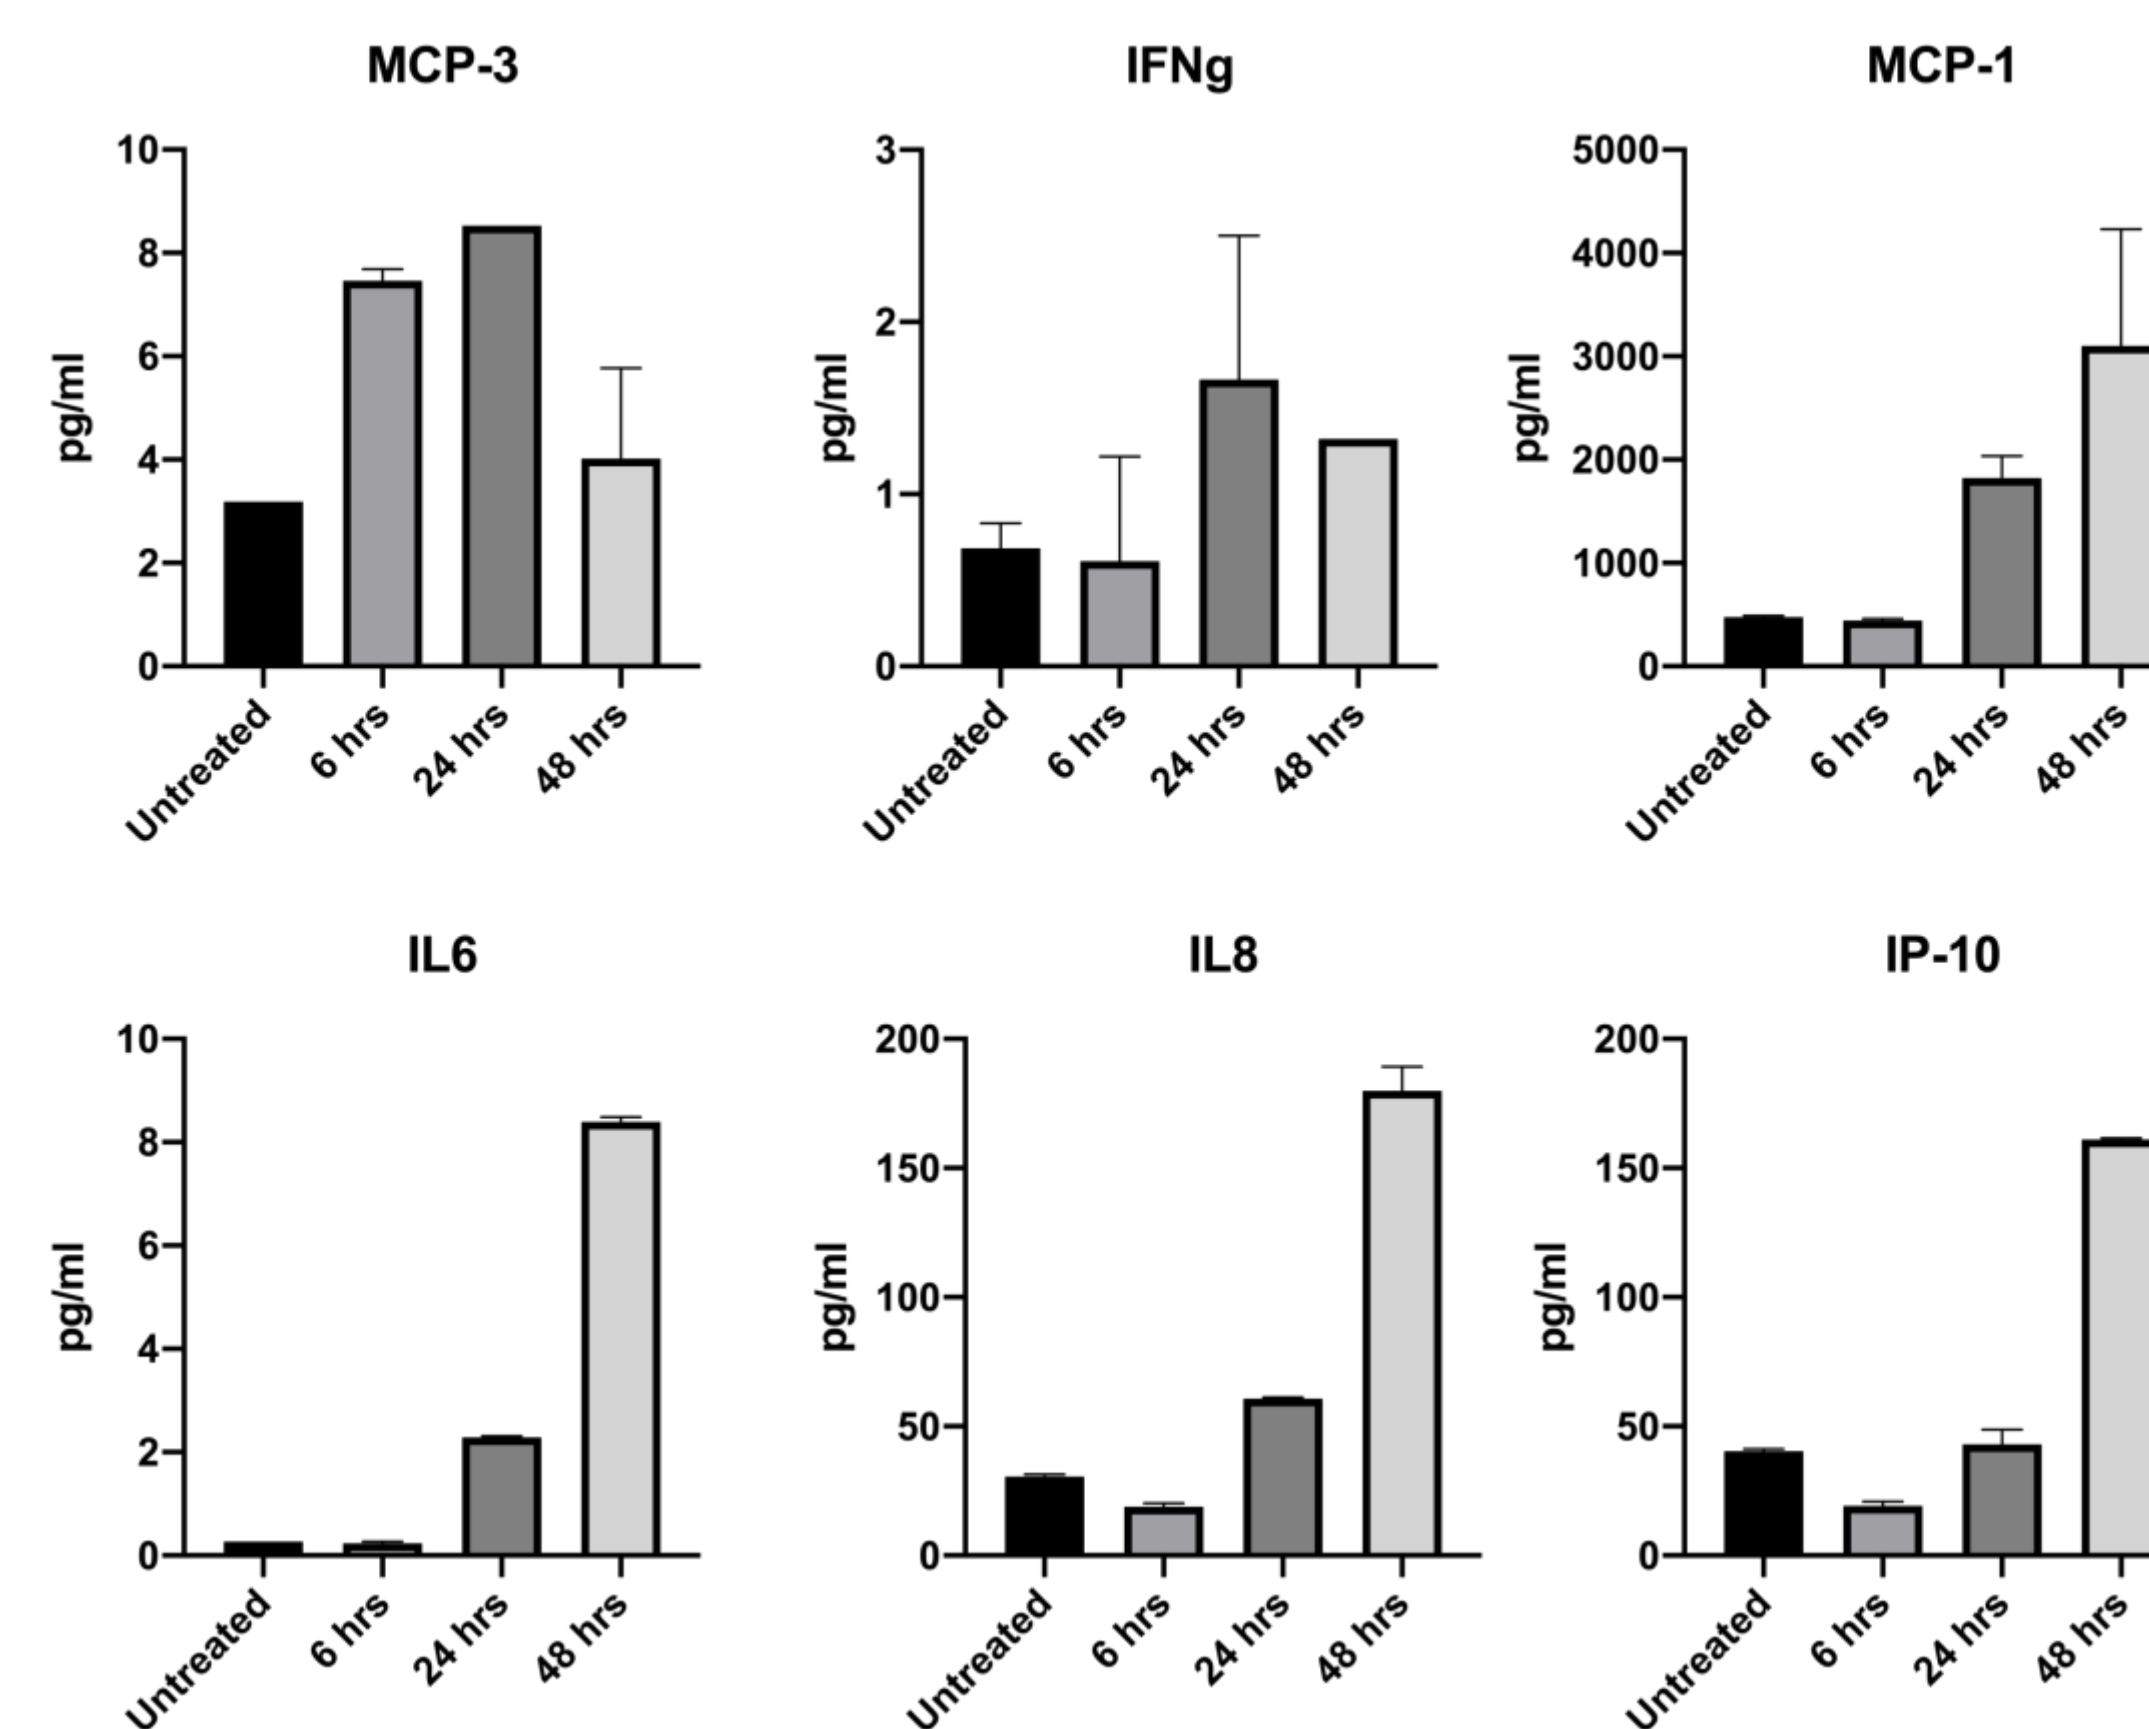 MCP-3
10
8
6
4
2
0
pg/ml
Untreated
6 hrs
24 hrs
48 hrs
IFNg
3
2
1
0
pg/ml
Untreated
6 hrs
24 hrs
48 hrs
MCP-1
5000
4000
3000
2000
1000
0
pg/ml
Untreated
6 hrs
24 hrs
48 hrs
IL6
10
8
6
4
2
0
pg/ml
Untreated
6 hrs
24 hrs
48 hrs
IL8
200
150
100
50
0
pg/ml
Untreated
6 hrs
24 hrs
48 hrs
IP-10
200
150
100
50
0
pg/ml
Untreated
6 hrs
24 hrs
48 hrs